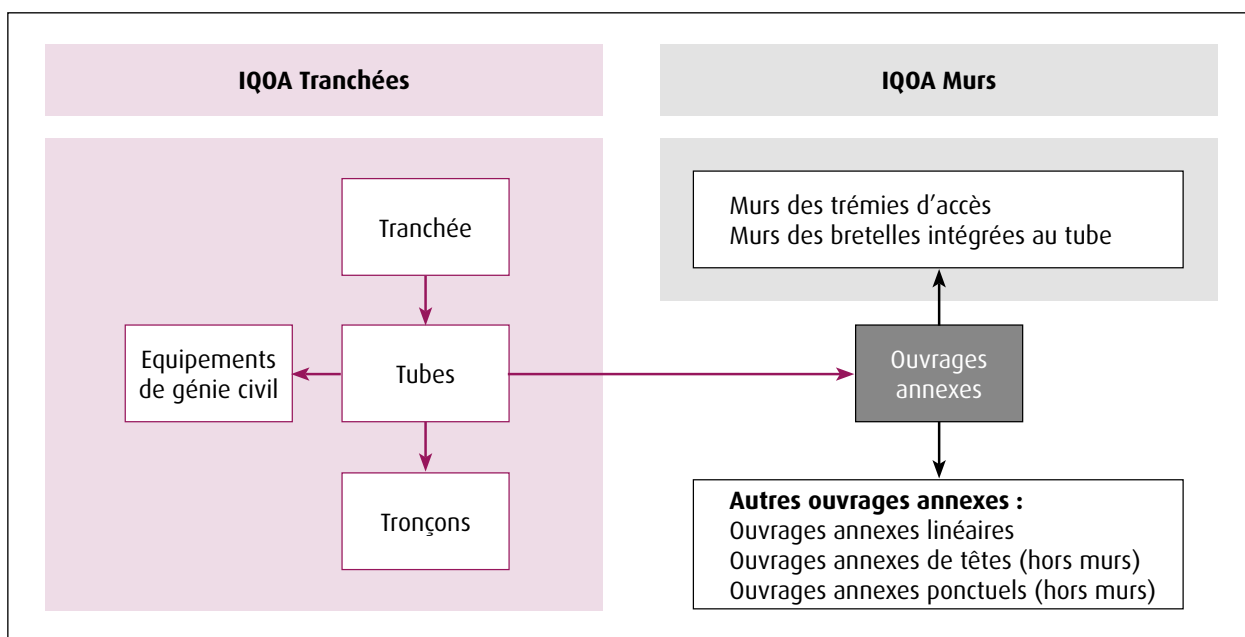 IQOA Tranchées
IQOA Murs
Tranchée
Murs des trémies d'accès
Murs des bretelles intégrées au tube
Equipements
de génie civil
Tubes
Ouvrages
annexes
Tronçons
Autres ouvrages annexes :
Ouvrages annexes linéaires
Ouvrages annexes de têtes (hors murs)
Ouvrages annexes ponctuels (hors murs)